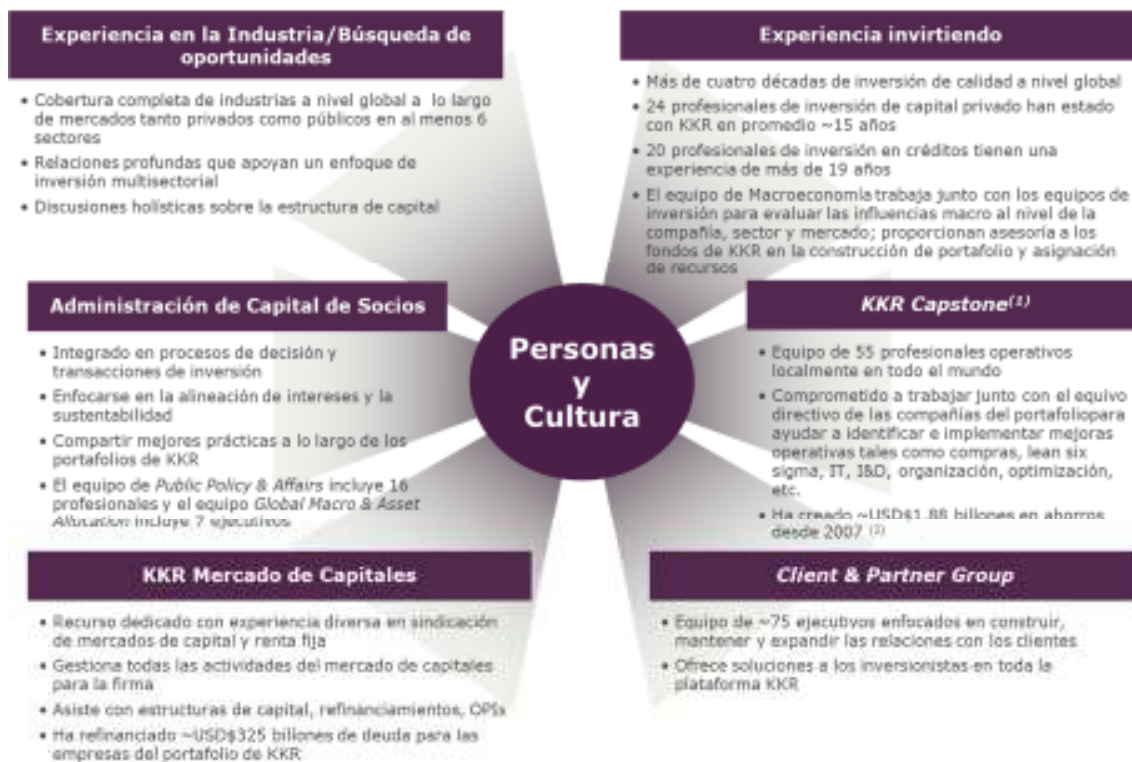 Experiencia en la Industria/Búsqueda de
oportunidades
• Cobertura completa de industrias a nivel global a lo largo
de mercados tanto privados como públicos en al menos 6
sectores
• Relaciones profundas que apoyan un enfoque de
inversión multisectorial
• Discusiones holísticas sobre la estructura de capital
Experiencia invirtiendo
• Más de cuatro décadas de inversión de calidad a nivel global
• 24 profesionales de inversión de capital privado han estado
con KKR en promedio ~15 años
• 20 profesionales de inversión en créditos tienen una
experiencia de más de 19 años
• El equipo de Macroeconomía trabaja junto con los equipos de
inversión para evaluar las influencias macro al nivel de la
compañía, sector y mercado; proporcionan asesoría a los
fondos de KKR en la construcción de portafolio y asignación
de recursos
Administración de Capital de Socios
• Integrado en procesos de decisión y
transacciones de inversión
• Enfocarse en la alineación de intereses y la
sustentabilidad
• Compartir mejores prácticas a lo largo de los
portafolios de KKR
• El equipo de Public Policy & Affairs incluye 16
profesionales y el equipo Global Macro & Asset
Allocation incluye 7 ejecutivos
Personas
y
Cultura
KKR Capstone(1)
• Equipo de 55 profesionales operativos
localmente en todo el mundo
• Comprometido a trabajar junto con el equivo
directivo de las compañías del portafoliopara
ayudar a identificar e implementar mejoras
operativas tales como compras, lean six
sigma, IT, I&D, organización, optimización,
etc.
• Ha creado ~USD$1.88 billones en ahorros
desde 2007
KKR Mercado de Capitales
• Recurso dedicado con experiencia diversa en sindicación
de mercados de capital y renta fija
• Gestiona todas las actividades del mercado de capitales
para la firma
• Asiste con estructuras de capital, refinanciamientos, OPIs
• Ha refinanciado ~USD$325 billones de deuda para las
empresas del portafolio de KKR
Client & Partner Group
• Equipo de ~75 ejecutivos enfocados en construir,
mantener y expandir las relaciones con los clientes
• Ofrece soluciones a los inversionistas en toda la
plataforma KKR